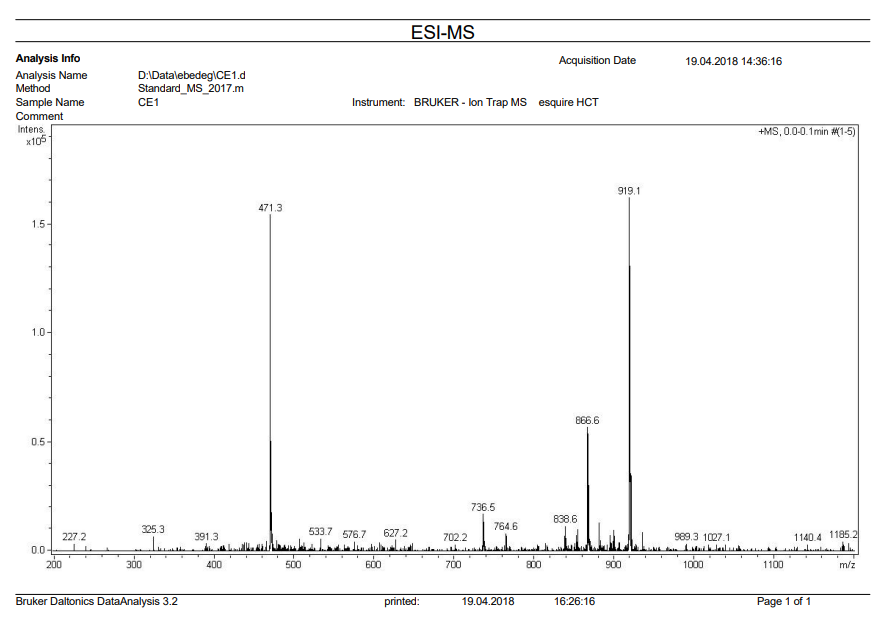 ESI-MS
Analysis Info
Acquisition Date 19.04.2018 14:36:16
Analysis Name D:\Data\ebedeg\CE1.d
Method Standard_MS_2017.m
Sample Name CE1 Instrument: BRUKER - Ion Trap MS esquire HCT
Comment
Intens.
x10⁵
+MS, 0.0-0.1min #(1-5)
919.1
471.3
1.5
1.0
866.6
0.5
736.5
838.6
764.6
325.3
533.7
627.2
576.7
1185.2
227.2
391.3
702.2
989.3
1027.1
1140.4
0.0
200 300 400 500 600 700 800 900 1000 1100 m/z
Bruker Daltonics DataAnalysis 3.2 printed: 19.04.2018 16:26:16 Page 1 of 1